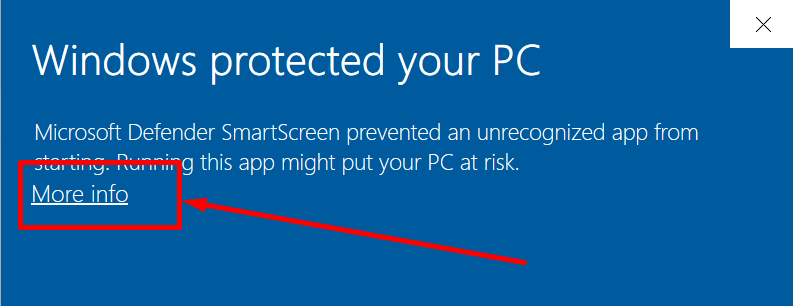 Windows protected your PC
Microsoft Defender SmartScreen prevented an unrecognized app from
starting. Running this app might put your PC at risk.
More info